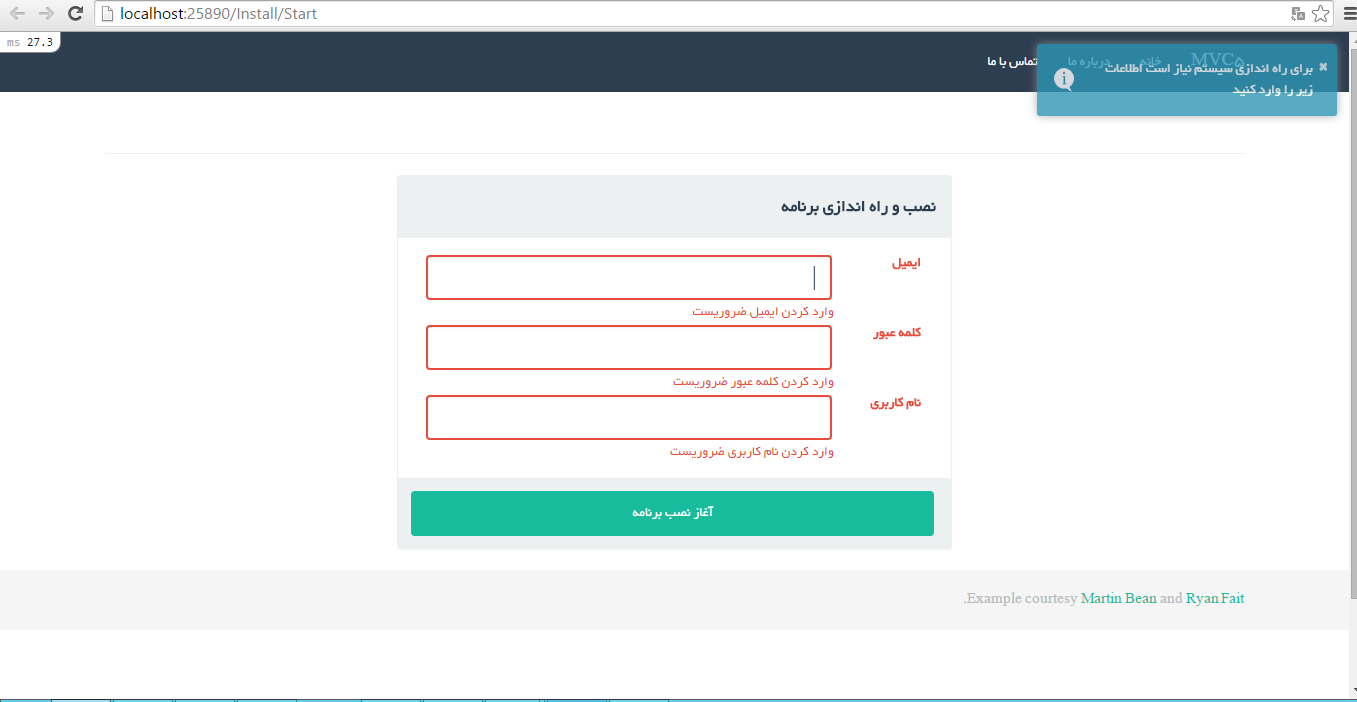 localhost:25890/Install/Start
ms 27.3
MVC۵
خانه
درباره ما
تماس با ما
برای راه اندازی سیستم نیاز است اطلاعات
زیر را وارد کنید
نصب و راه اندازی برنامه
ایمیل
وارد کردن ایمیل ضروریست
کلمه عبور
وارد کردن کلمه عبور ضروریست
نام کاربری
وارد کردن نام کاربری ضروریست
آغاز نصب برنامه
.Example courtesy Martin Bean and Ryan Fait